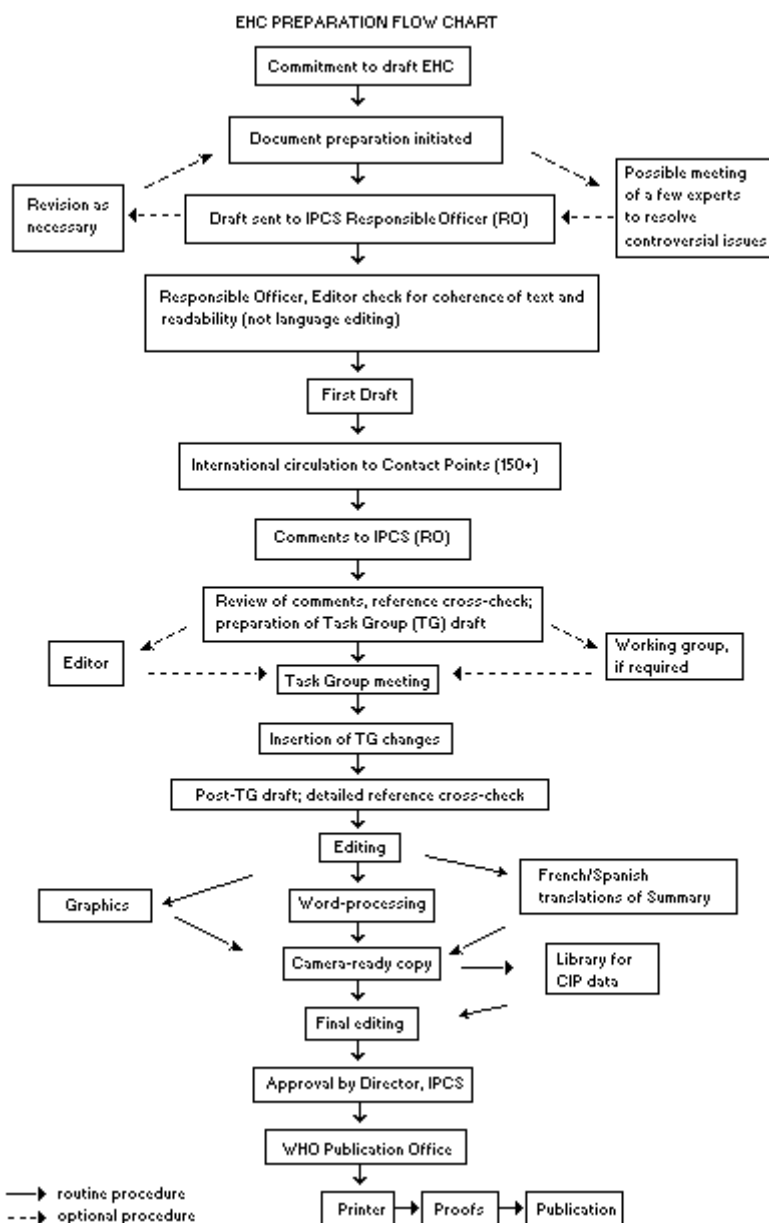 EHC PREPARATION FLOW CHART
Commitment to draft EHC
Document preparation initiated
Revision as
necessary
Draft sent to IPCS Responsible Officer (RO)
Possible meeting
of a few experts
to resolve
controversial issues
Responsible Officer, Editor check for coherence of text and
readability (not language editing)
First Draft
International circulation to Contact Points (150+)
Comments to IPCS (RO)
Review of comments, reference cross-check;
preparation of Task Group (TG) draft
Editor
Working group,
if required
Task Group meeting
Insertion of TG changes
Post-TG draft; detailed reference cross-check
Editing
French/Spanish
translations of Summary
Graphics
Word-processing
Camera-ready copy
Library for
CIP data
Final editing
Approval by Director, IPCS
WHO Publication Office
routine procedure
optional procedure
Printer
Proofs
Publication